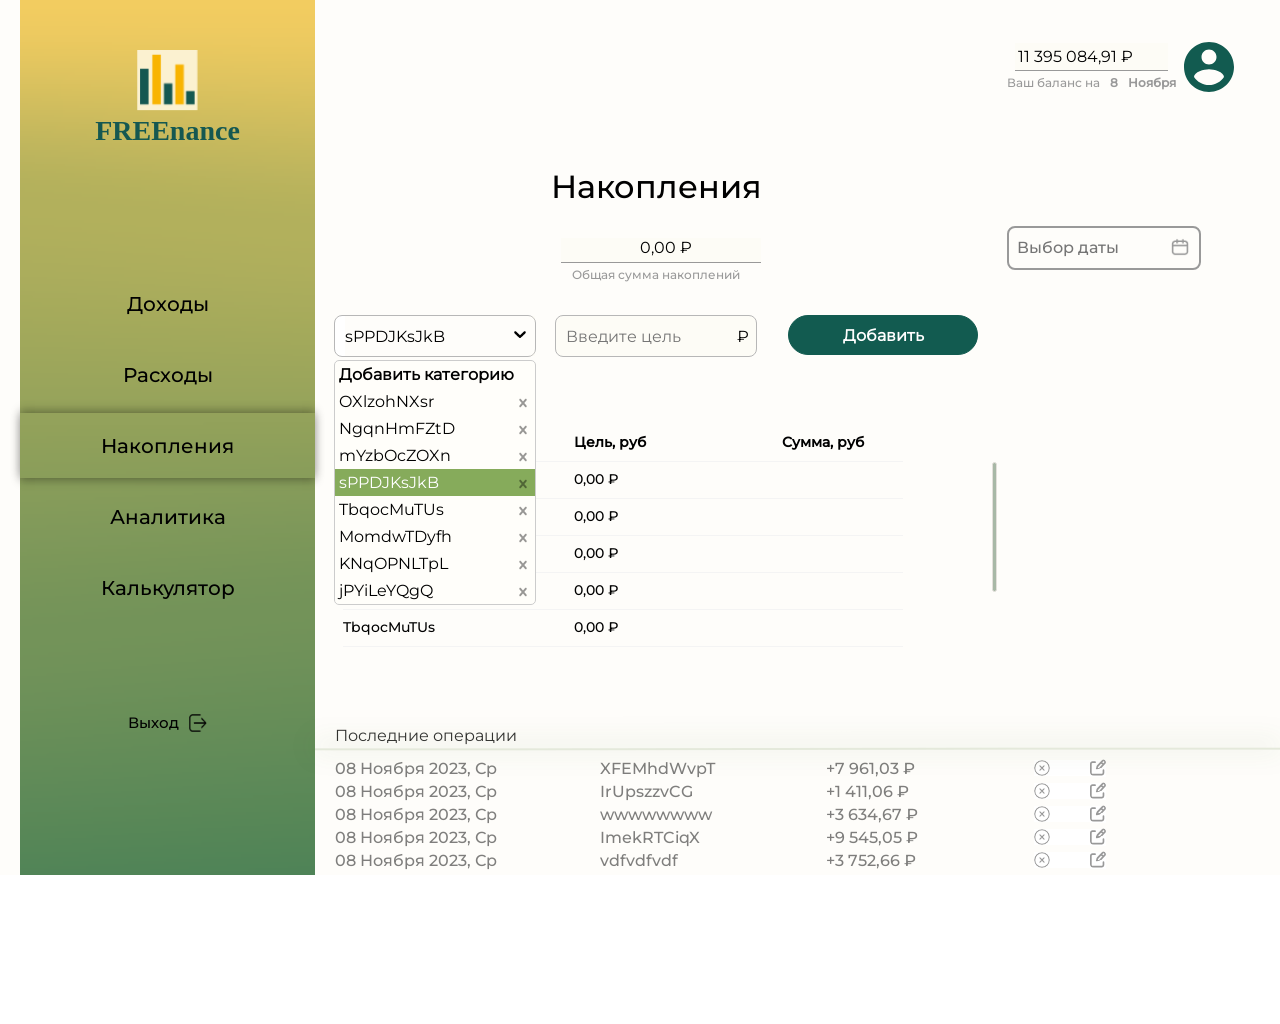 FREEnance
Доходы
Расходы
Накопления
Аналитика
Калькулятор
Выход
11 395 084,91 ₽
Ваш баланс на 8 Ноября
Накопления
0,00 ₽
Общая сумма накоплений
Выбор даты
sPPDJKsJkB
Введите цель ₽
Добавить
Добавить категорию
OXlzohNXsr x
NgqnHmFZtD x
mYzbOcZOXn x
sPPDJKsJkB x
TbqocMuTUs x
MomdwTDyfh x
KNqOPNLTpL x
jPYiLeYQgQ x
Цель, руб Сумма, руб
0,00 ₽
0,00 ₽
0,00 ₽
0,00 ₽
TbqocMuTUs 0,00 ₽
Последние операции
08 Ноября 2023, Ср XFEMhdWvpT +7 961,03 ₽
08 Ноября 2023, Ср IrUpszzvCG +1 411,06 ₽
08 Ноября 2023, Ср wwwwwwww +3 634,67 ₽
08 Ноября 2023, Ср ImekRTCiqX +9 545,05 ₽
08 Ноября 2023, Ср vdfvdfvdf +3 752,66 ₽